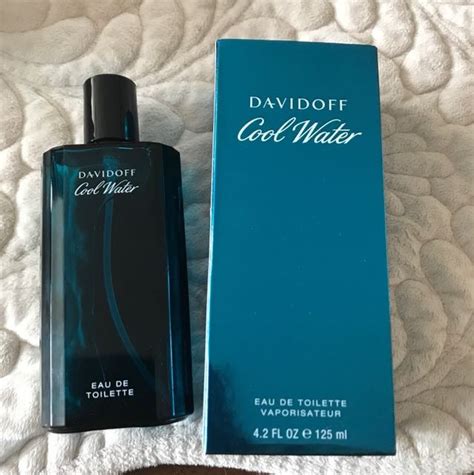 DAVIDOFF
Cool Water
EAU DE
TOILETTE
DAVIDOFF
Cool Water
EAU DE TOILETTE
VAPORISATEUR
4.2 FL OZ ℮ 125 ml